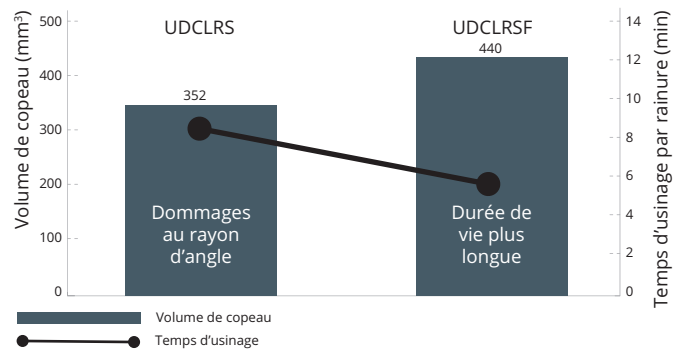 Volume de copeau (mm³)
500
400
300
200
100
0
UDCLRS
352
Dommages
au rayon
d’angle
UDCLRSF
440
Durée de
vie plus
longue
14
12
10
8
6
4
2
0
Temps d’usinage par rainure (min)
Volume de copeau
Temps d’usinage